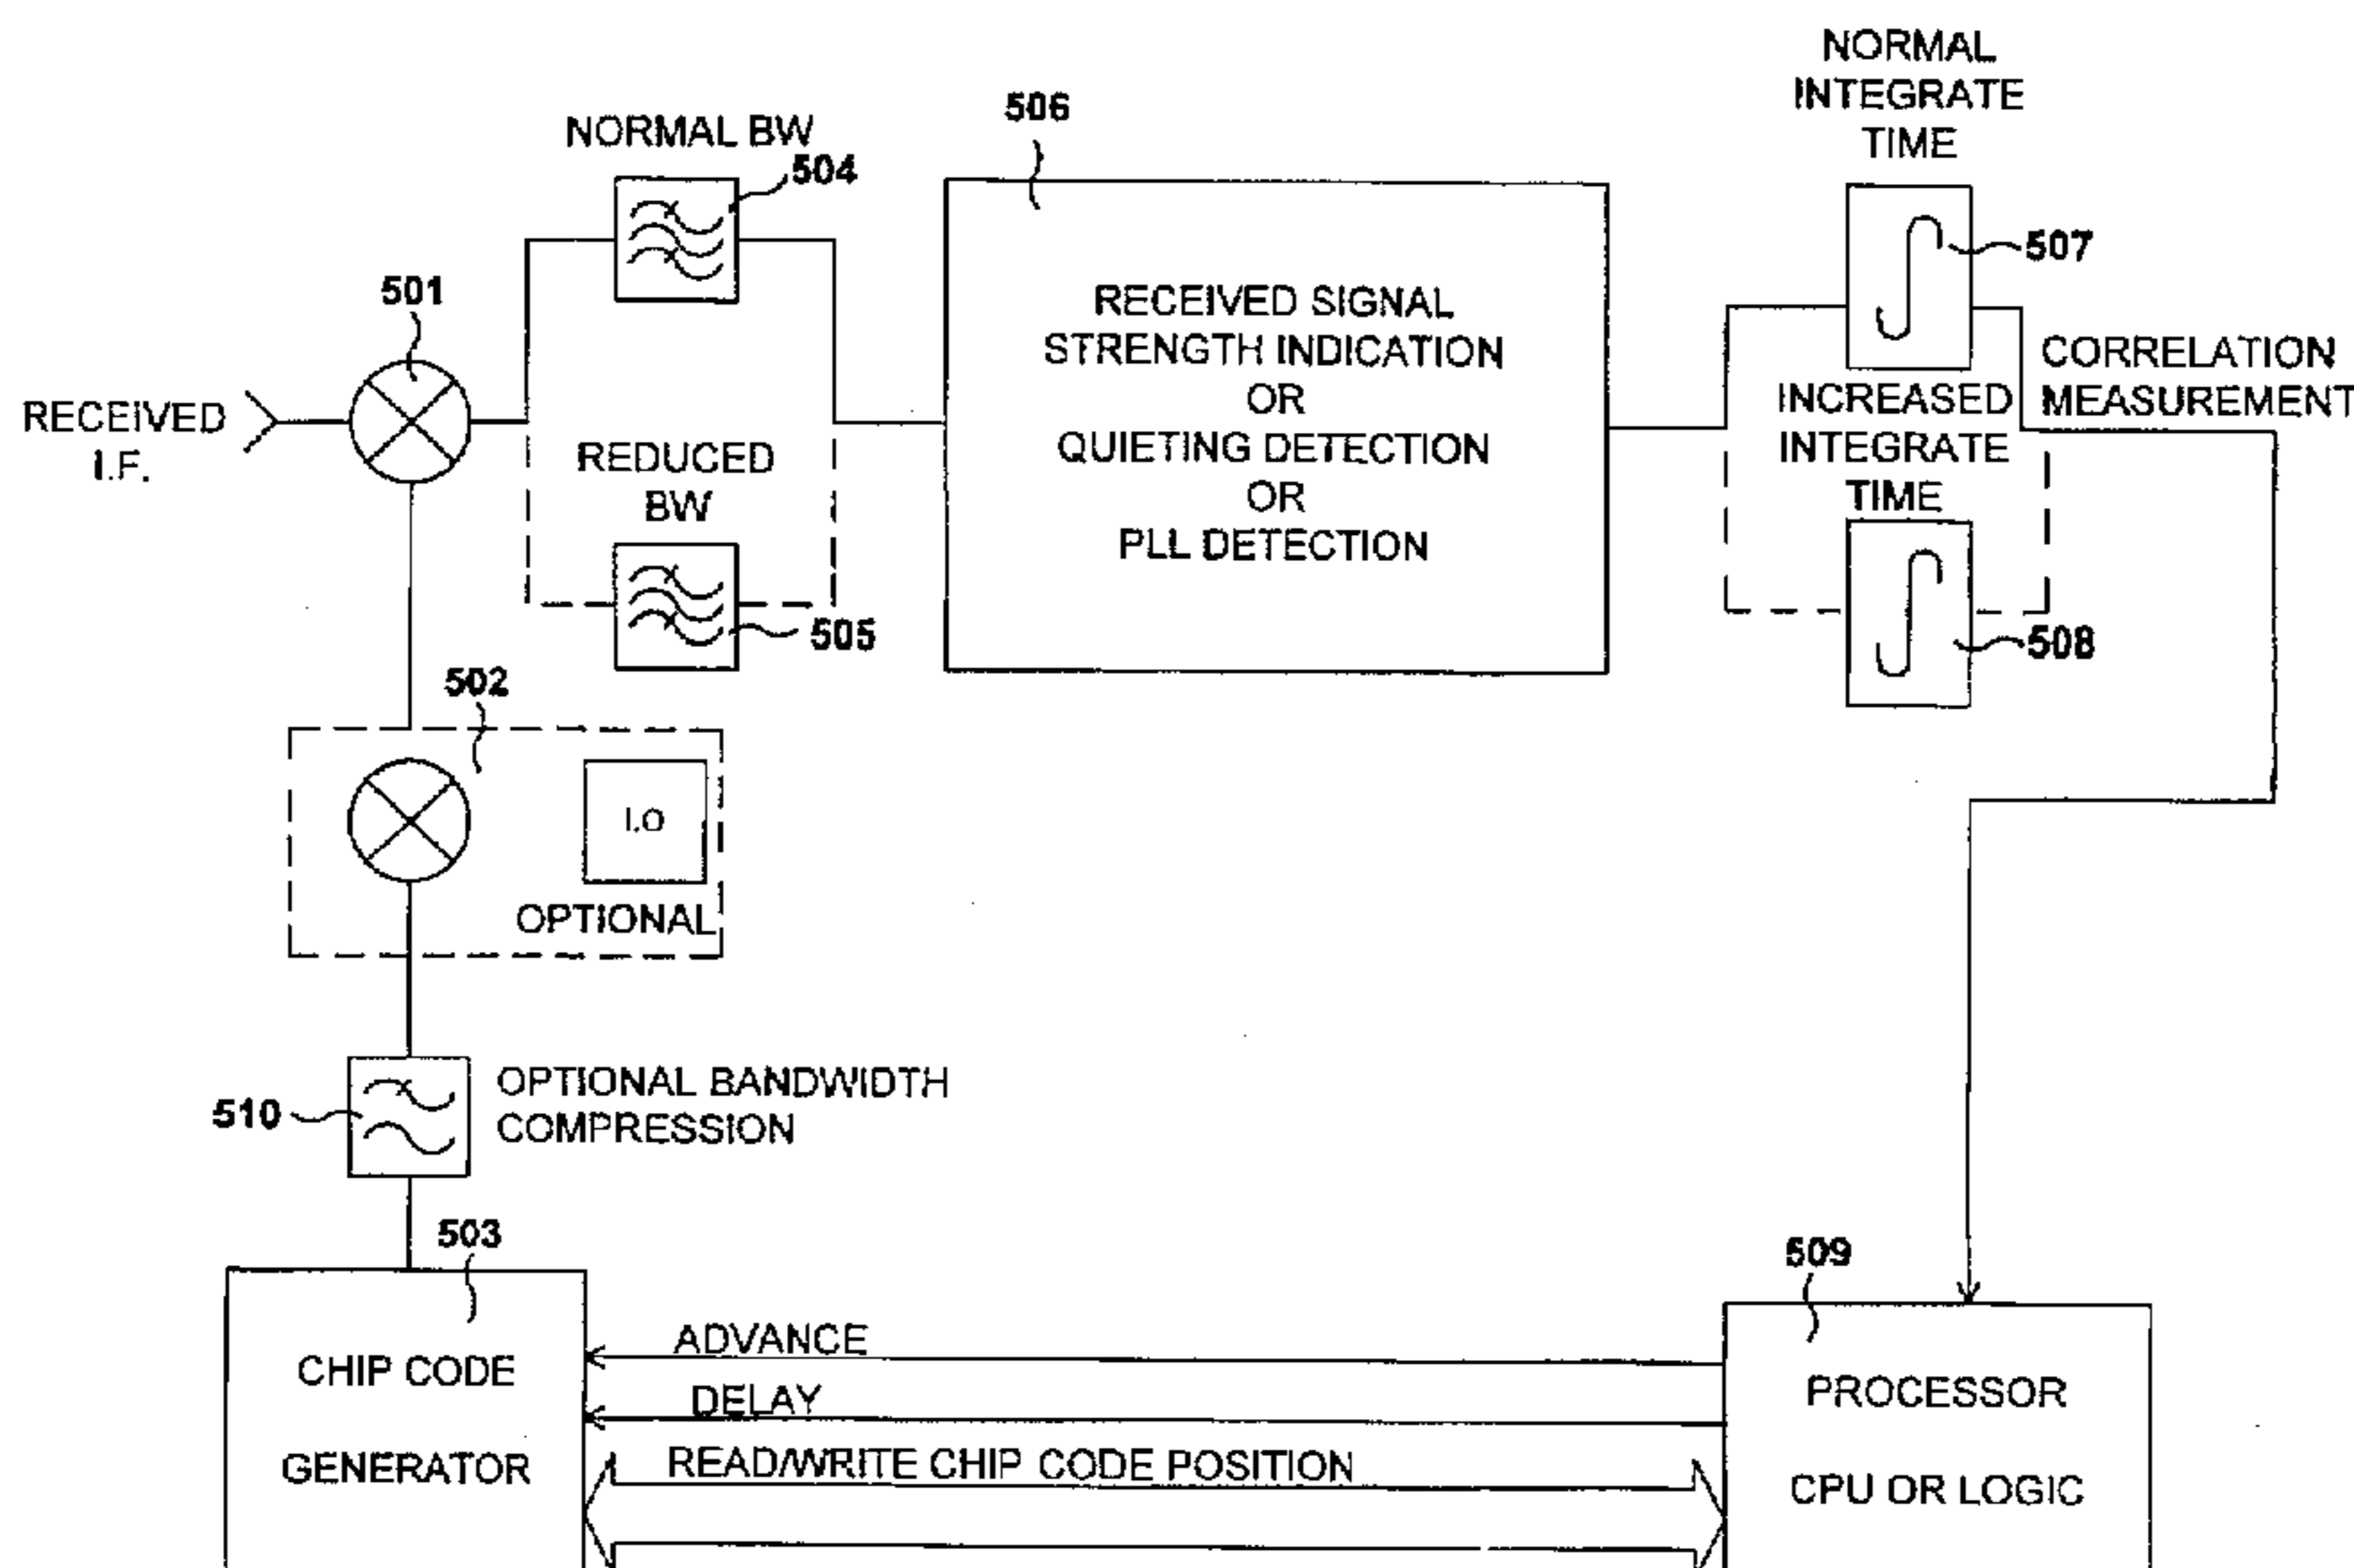 NORMAL
INTEGRATE
TIME
506
NORMAL BW
504
501
507
RECEIVED SIGNAL
STRENGTH INDICATION
OR
QUIETING DETECTION
OR
PLL DETECTION
CORRELATION
MEASUREMENT
INCREASED
INTEGRATE
TIME
RECEIVED
I.F.
REDUCED
BW
505
508
502
I.O
OPTIONAL
510
OPTIONAL BANDWIDTH
COMPRESSION
503
509
CHIP CODE
GENERATOR
ADVANCE
DELAY
READ/WRITE CHIP CODE POSITION
PROCESSOR
CPU OR LOGIC